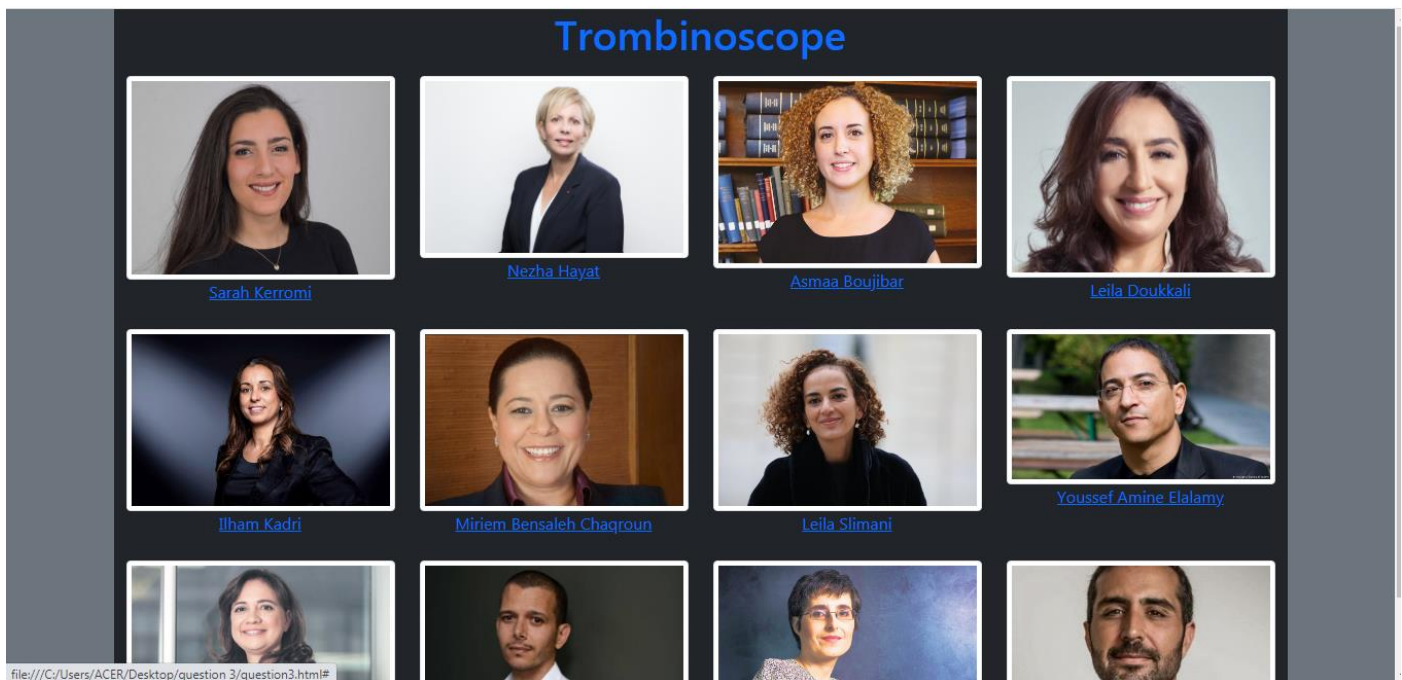 Trombinoscope
Sarah Kerromi
Nezha Hayat
Asmaa Boujibar
Leila Doukkali
Ilham Kadri
Miriem Bensaleh Chaqroun
Leila Slimani
Youssef Amine Elalamy
file:///C:/Users/ACER/Desktop/question 3/question3.html#